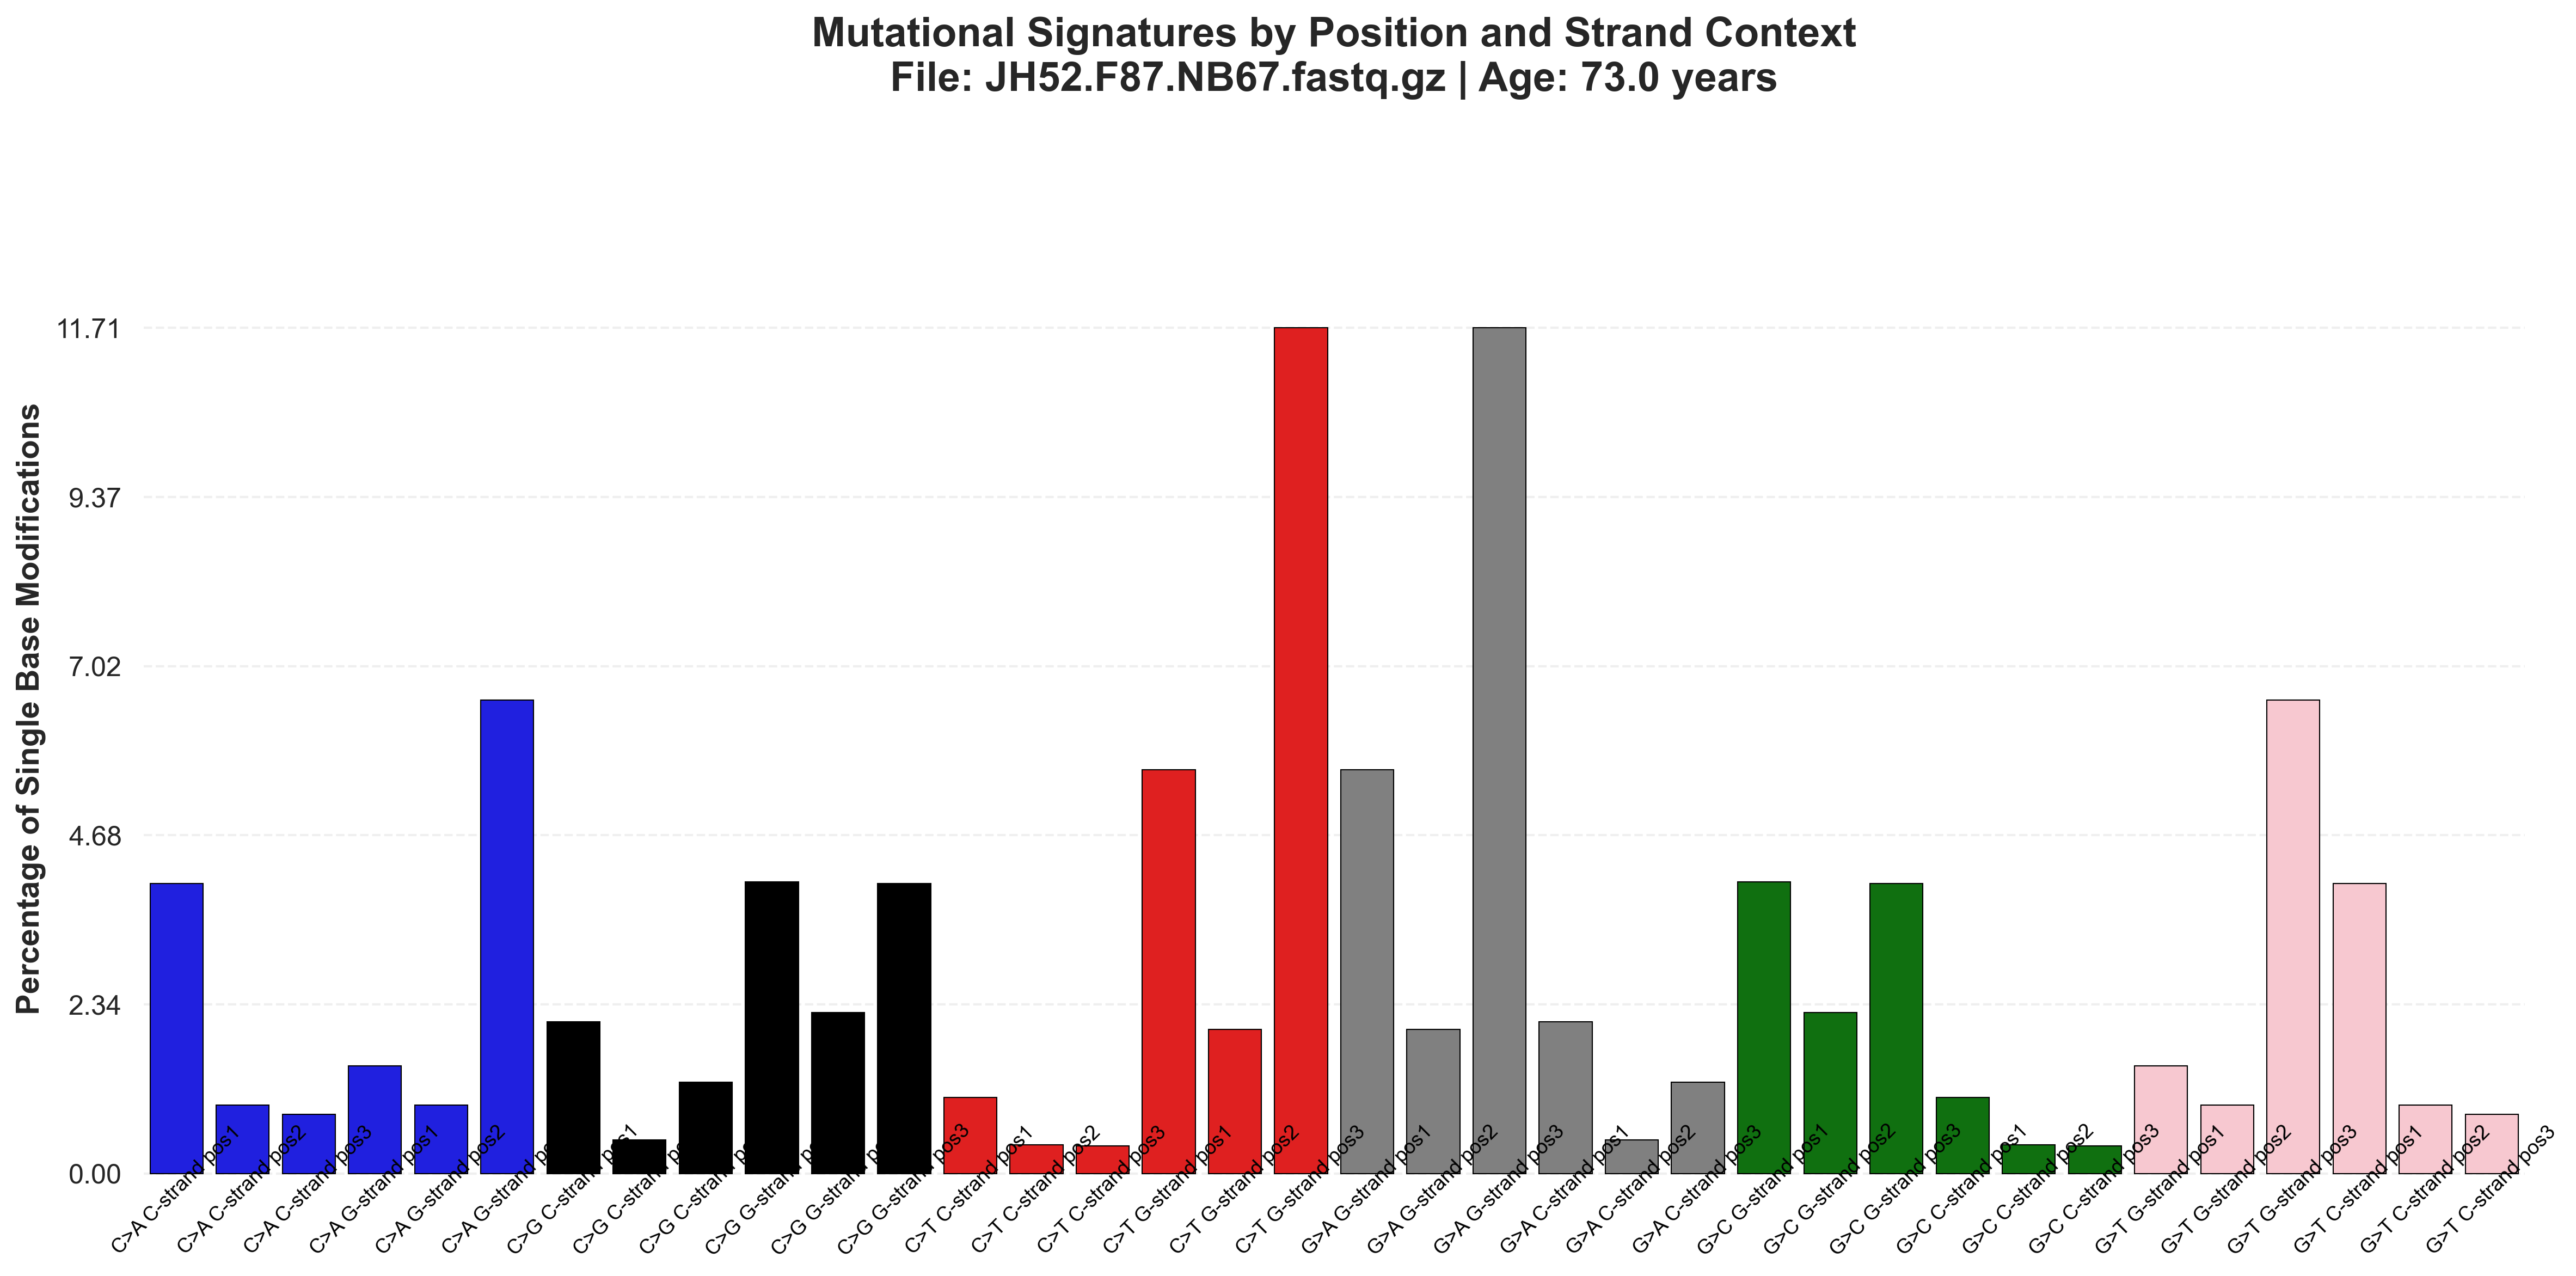 Mutational Signatures by Position and Strand Context
File: JH52.F87.NB67.fastq.gz | Age: 73.0 years
Percentage of Single Base Modifications
11.71
9.37
7.02
4.68
2.34
0.00
C>A C-strand pos1
C>A C-strand pos2
C>A C-strand pos3
C>A G-strand pos1
C>A G-strand pos2
C>A G-strand po
C>G C-strand pos1
C>G C-strand po
C>G C-strand p
C>G G-strand po
C>G G-strand po
C>G G-strand pos3
C>T C-strand pos1
C>T C-strand pos2
C>T C-strand pos3
C>T G-strand pos1
C>T G-strand pos2
C>T G-strand pos3
G>A G-strand pos1
G>A G-strand pos2
G>A G-strand pos3
G>A C-strand pos1
G>A C-strand pos2
G>A C-strand pos3
G>C G-strand pos1
G>C G-strand pos2
G>C G-strand pos3
G>C C-strand pos1
G>C C-strand pos2
G>C C-strand pos3
G>T G-strand pos1
G>T G-strand pos2
G>T G-strand pos3
G>T C-strand pos1
G>T C-strand pos2
G>T C-strand pos3